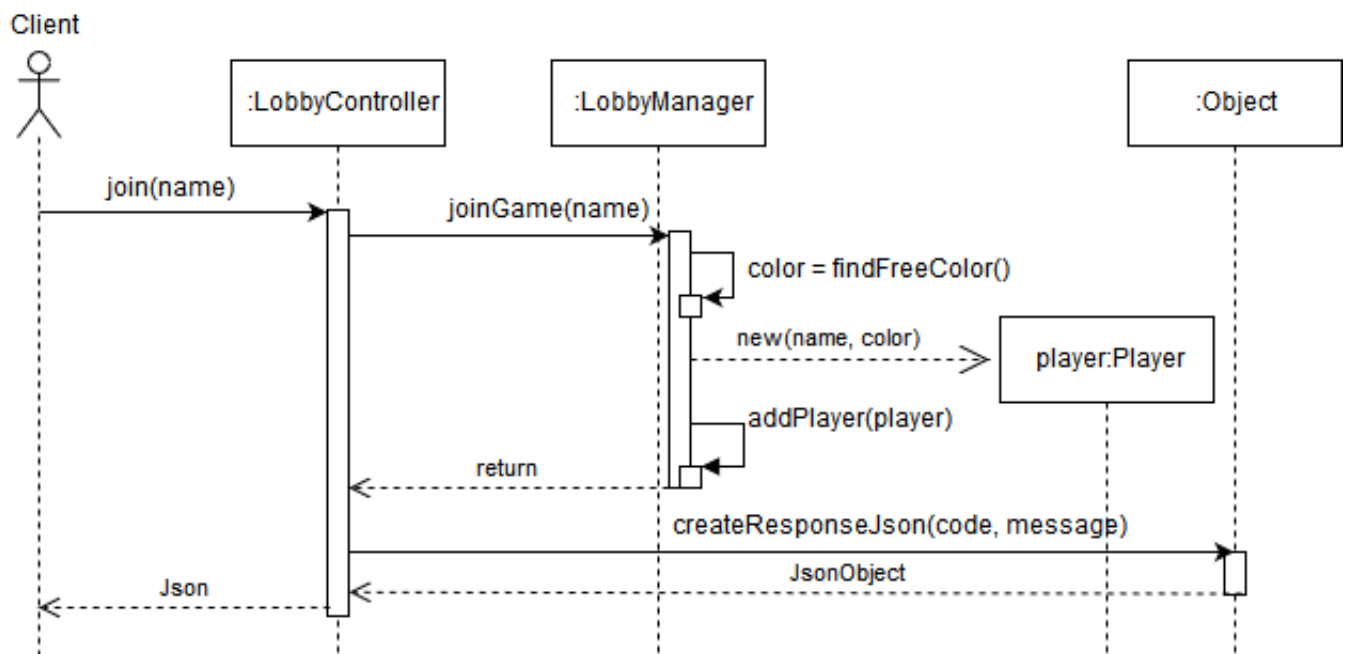 Client
:LobbyController
:LobbyManager
:Object
join(name)
joinGame(name)
color = findFreeColor()
new(name, color)
player:Player
addPlayer(player)
return
createResponseJson(code, message)
JsonObject
Json